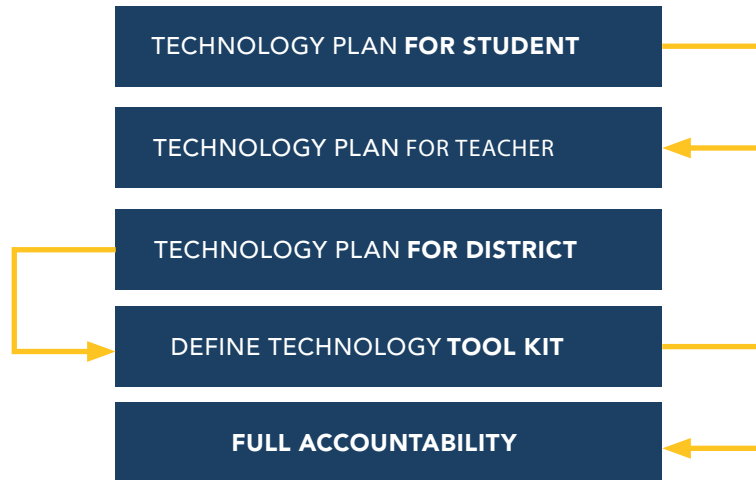 TECHNOLOGY PLAN FOR STUDENT
TECHNOLOGY PLAN FOR TEACHER
TECHNOLOGY PLAN FOR DISTRICT
DEFINE TECHNOLOGY TOOL KIT
FULL ACCOUNTABILITY